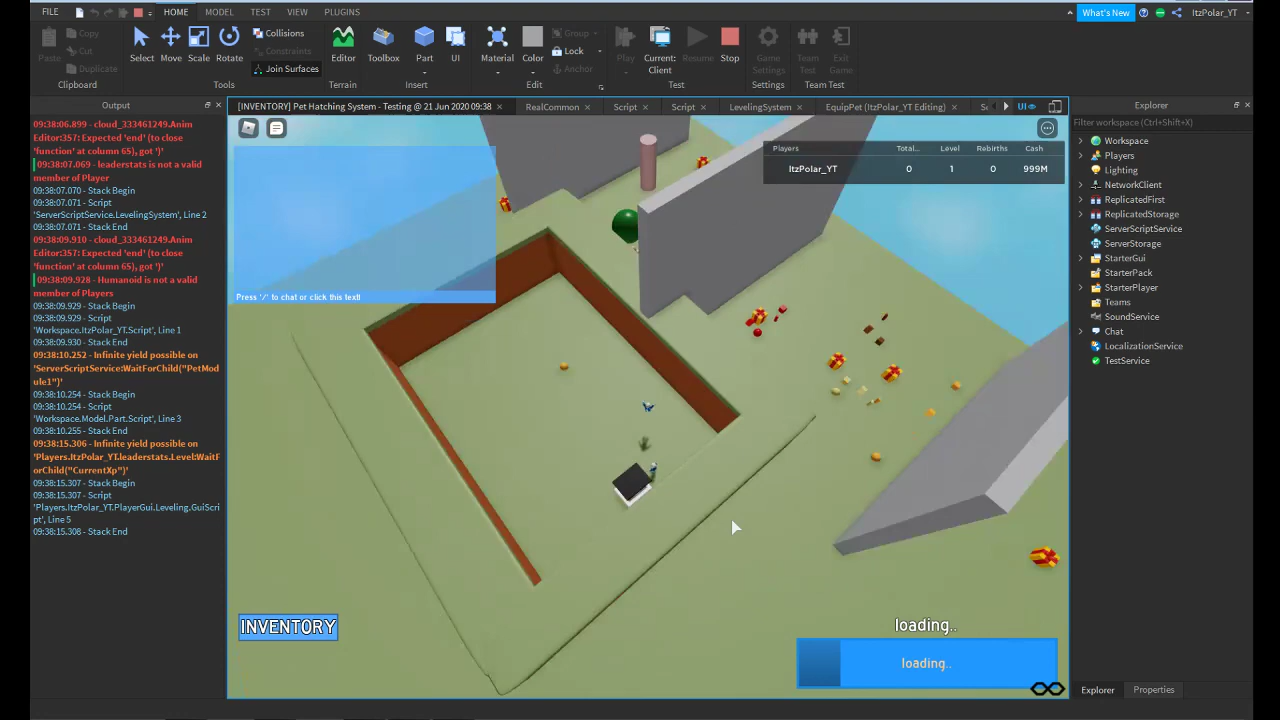 FILE HOME MODEL TEST VIEW PLUGINS What's New ItzPolar_YT
Copy Collisions Group
Cut Constraints Lock
Duplicate Join Surfaces Anchor
Paste Select Move Scale Rotate Editor Toolbox Part UI Material Color Play Current: Client Resume Stop Game Settings Team Test Exit Game
Clipboard Tools Terrain Insert Edit Test Settings Team Test
Output
[INVENTORY] Pet Hatching System - Testing @ 21 Jun 2020 09:38 RealCommon Script Script LevelingSystem EquipPet (ItzPolar_YT Editing) UI
09:38:06.899 - cloud_333461249.Anim
Editor:357: Expected 'end' (to close
'function' at column 65), got ')'
09:38:07.069 - leaderstats is not a valid
member of Player
09:38:07.070 - Stack Begin
09:38:07.071 - Script
'ServerScriptService.LevelingSystem', Line 2
09:38:07.071 - Stack End
09:38:09.910 - cloud_333461249.Anim
Editor:357: Expected 'end' (to close
'function' at column 65), got ')'
09:38:09.928 - Humanoid is not a valid
member of Players
09:38:09.929 - Stack Begin
09:38:09.929 - Script
'Workspace.ItzPolar_YT.Script', Line 1
09:38:09.930 - Stack End
09:38:10.252 - Infinite yield possible on
'ServerScriptService:WaitForChild("PetMod
ule1")'
09:38:10.254 - Stack Begin
09:38:10.254 - Script
'Workspace.Model.Part.Script', Line 3
09:38:10.255 - Stack End
09:38:15.306 - Infinite yield possible on
'Players.ItzPolar_YT.leaderstats.Level:WaitF
orChild("CurrentXp")'
09:38:15.307 - Stack Begin
09:38:15.307 - Script
'Players.ItzPolar_YT.PlayerGui.Leveling.GuiScri
pt', Line 5
09:38:15.308 - Stack End
Press '/' to chat or click this text!
Players Total... Level Rebirths Cash
ItzPolar_YT 0 1 0 999M
INVENTORY
loading..
loading..
Explorer
Filter workspace (Ctrl+Shift+X)
Workspace
Players
Lighting
NetworkClient
ReplicatedFirst
ReplicatedStorage
ServerScriptService
ServerStorage
StarterGui
StarterPack
StarterPlayer
Teams
SoundService
Chat
LocalizationService
TestService
Explorer Properties